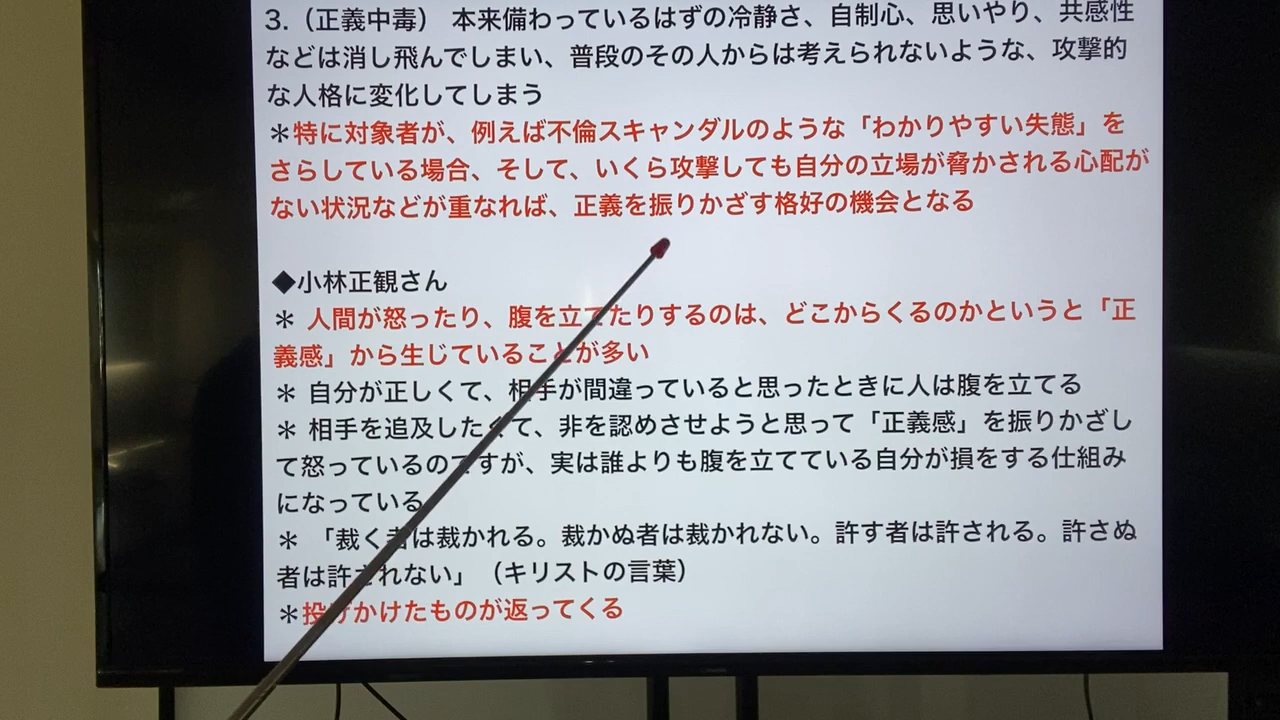 3.（正義中毒） 本来備わっているはずの冷静さ、自制心、思いやり、共感性
などは消し飛んでしまい、普段のその人からは考えられないような、攻撃的
な人格に変化してしまう
＊特に対象者が、例えば不倫スキャンダルのような「わかりやすい失態」を
さらしている場合、そして、いくら攻撃しても自分の立場が脅かされる心配が
ない状況などが重なれば、正義を振りかざす格好の機会となる
◆小林正観さん
＊ 人間が怒ったり、腹を立てたりするのは、どこからくるのかというと「正
義感」から生じていることが多い
＊ 自分が正しくて、相手が間違っていると思ったときに人は腹を立てる
＊ 相手を追及したくて、非を認めさせようと思って「正義感」を振りかざし
て怒っているのですが、実は誰よりも腹を立てている自分が損をする仕組み
になっている
＊ 「裁く者は裁かれる。裁かぬ者は裁かれない。許す者は許される。許さぬ
者は許されない」（キリストの言葉）
＊投げかけたものが返ってくる